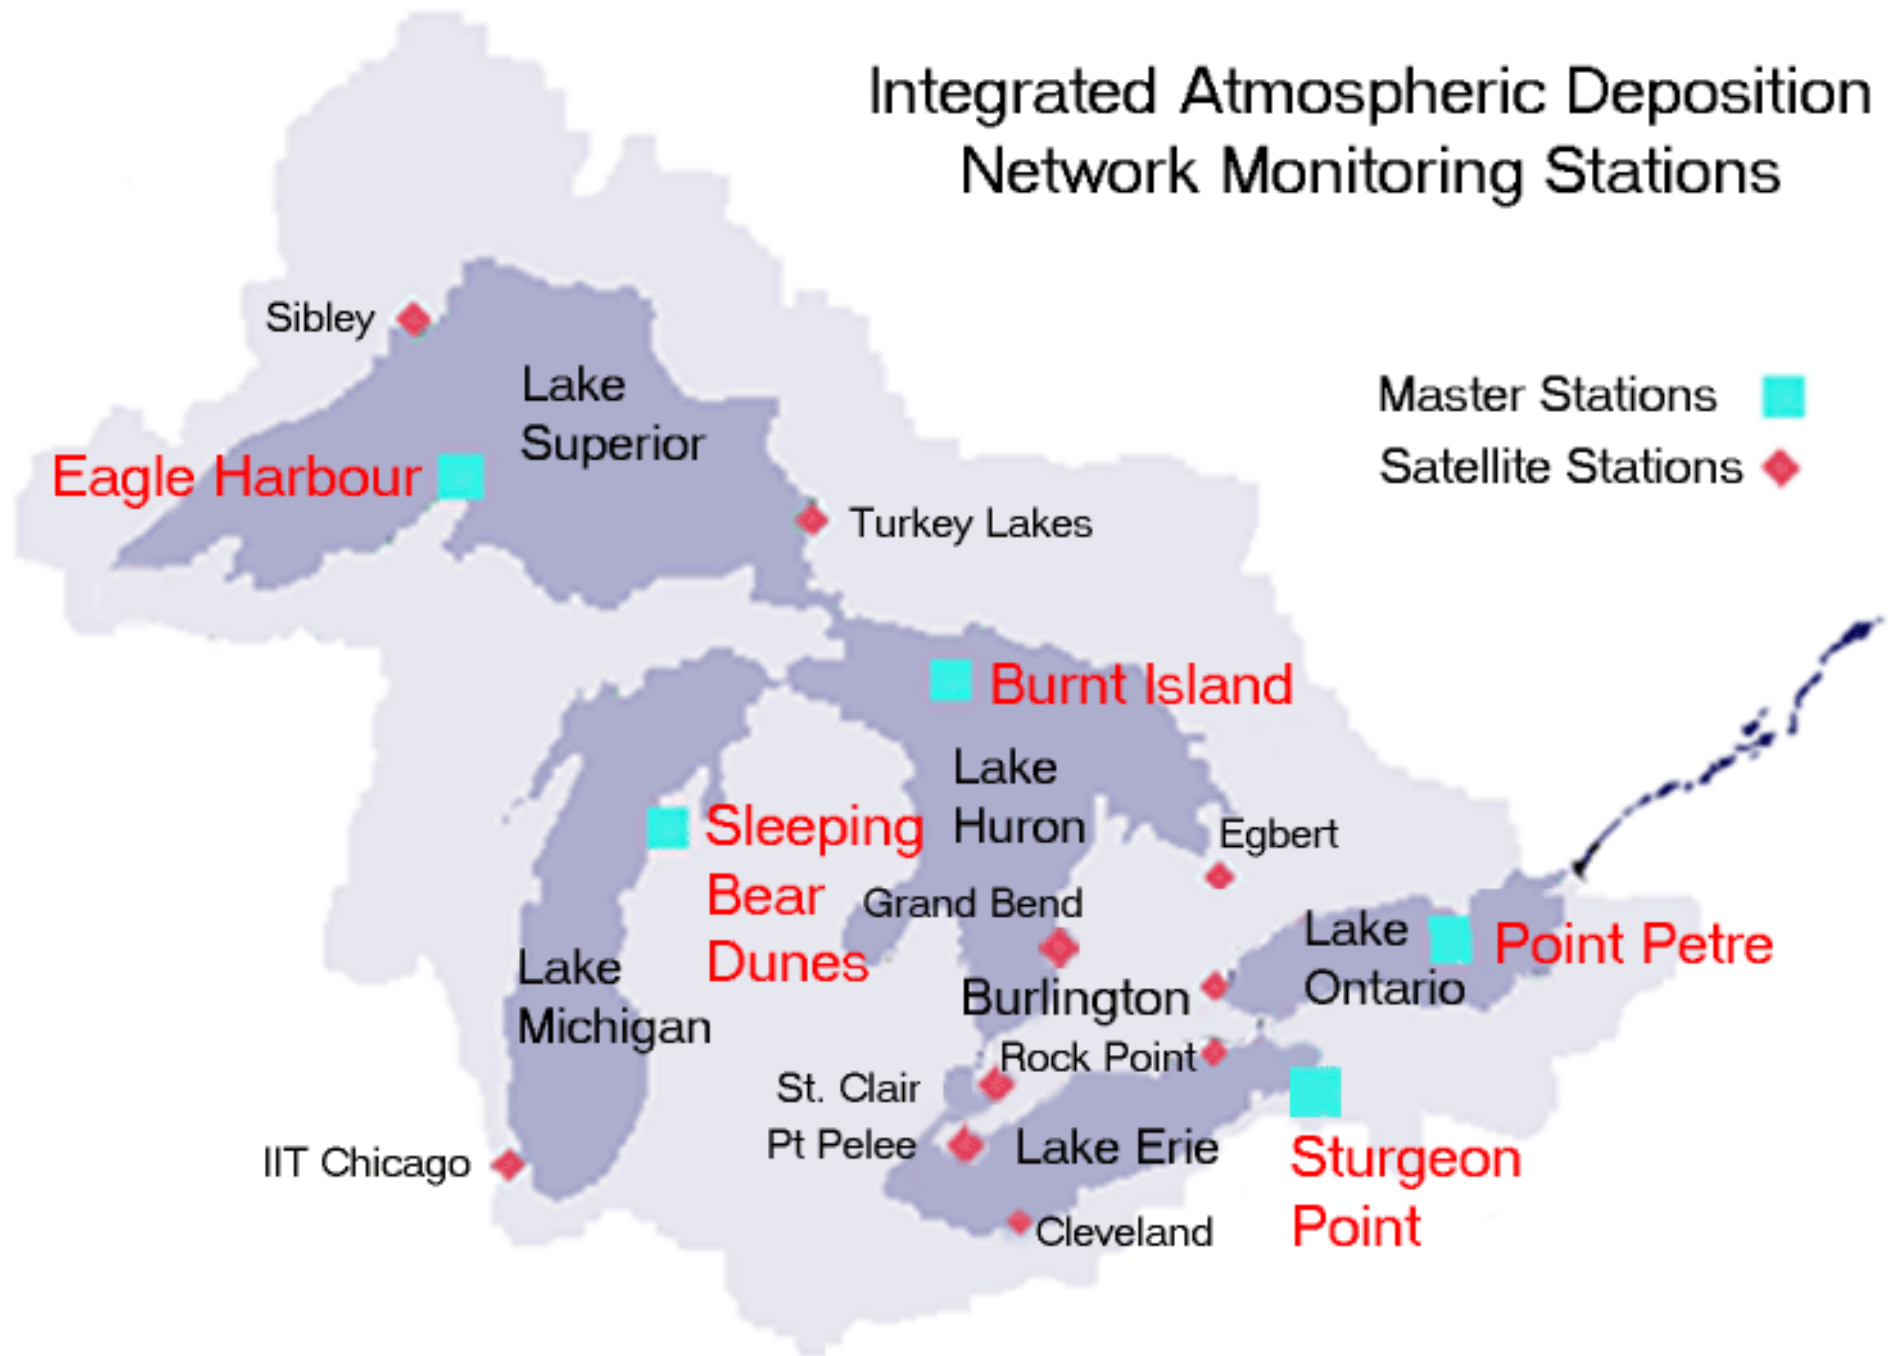 Integrated Atmospheric Deposition
Network Monitoring Stations
Sibley
Lake
Superior
Master Stations
Satellite Stations
Eagle Harbour
Turkey Lakes
Burnt Island
Lake
Huron
Sleeping
Bear
Dunes
Egbert
Grand Bend
Lake
Ontario
Point Petre
Lake
Michigan
Burlington
Rock Point
St. Clair
Pt Pelee
Lake Erie
IIT Chicago
Sturgeon
Point
Cleveland